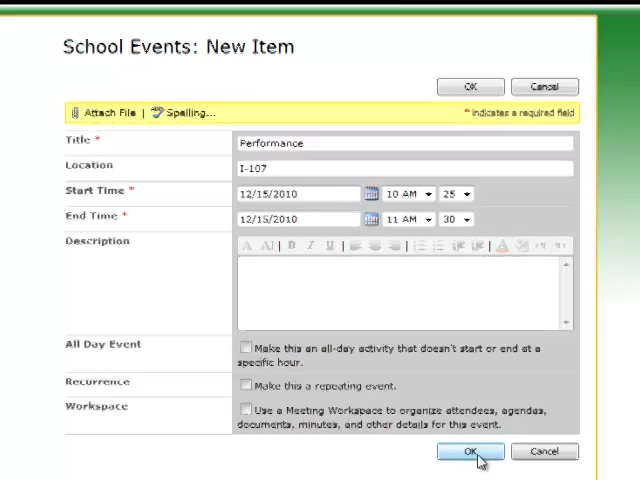 School Events: New Item
OK Cancel
Attach File | Spelling... * indicates a required field
Title * Performance
Location I-107
Start Time * 12/15/2010 10 AM 25
End Time * 12/15/2010 11 AM 30
Description A A| B I U A
All Day Event Make this an all-day activity that doesn't start or end at a
specific hour.
Recurrence Make this a repeating event.
Workspace Use a Meeting Workspace to organize attendees, agendas,
documents, minutes, and other details for this event.
OK Cancel